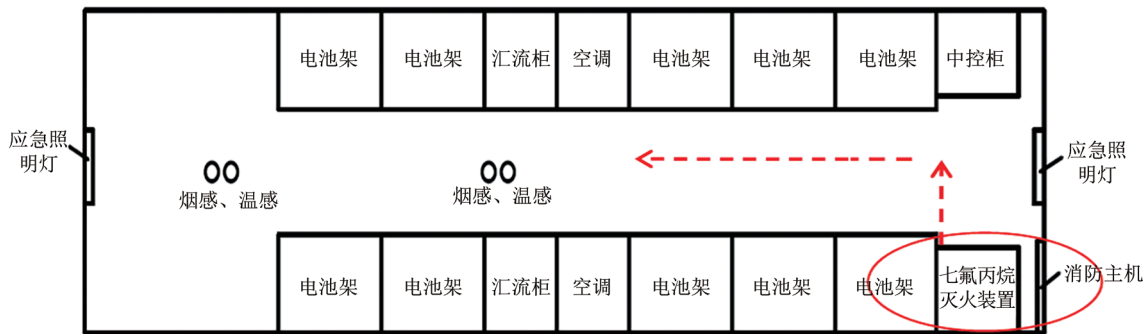 电池架
电池架
汇流柜
空调
电池架
电池架
电池架
中控柜
应急照
明灯
烟感、温感
烟感、温感
应急照
明灯
电池架
电池架
汇流柜
空调
电池架
电池架
电池架
七氟丙烷
灭火装置
消防主机